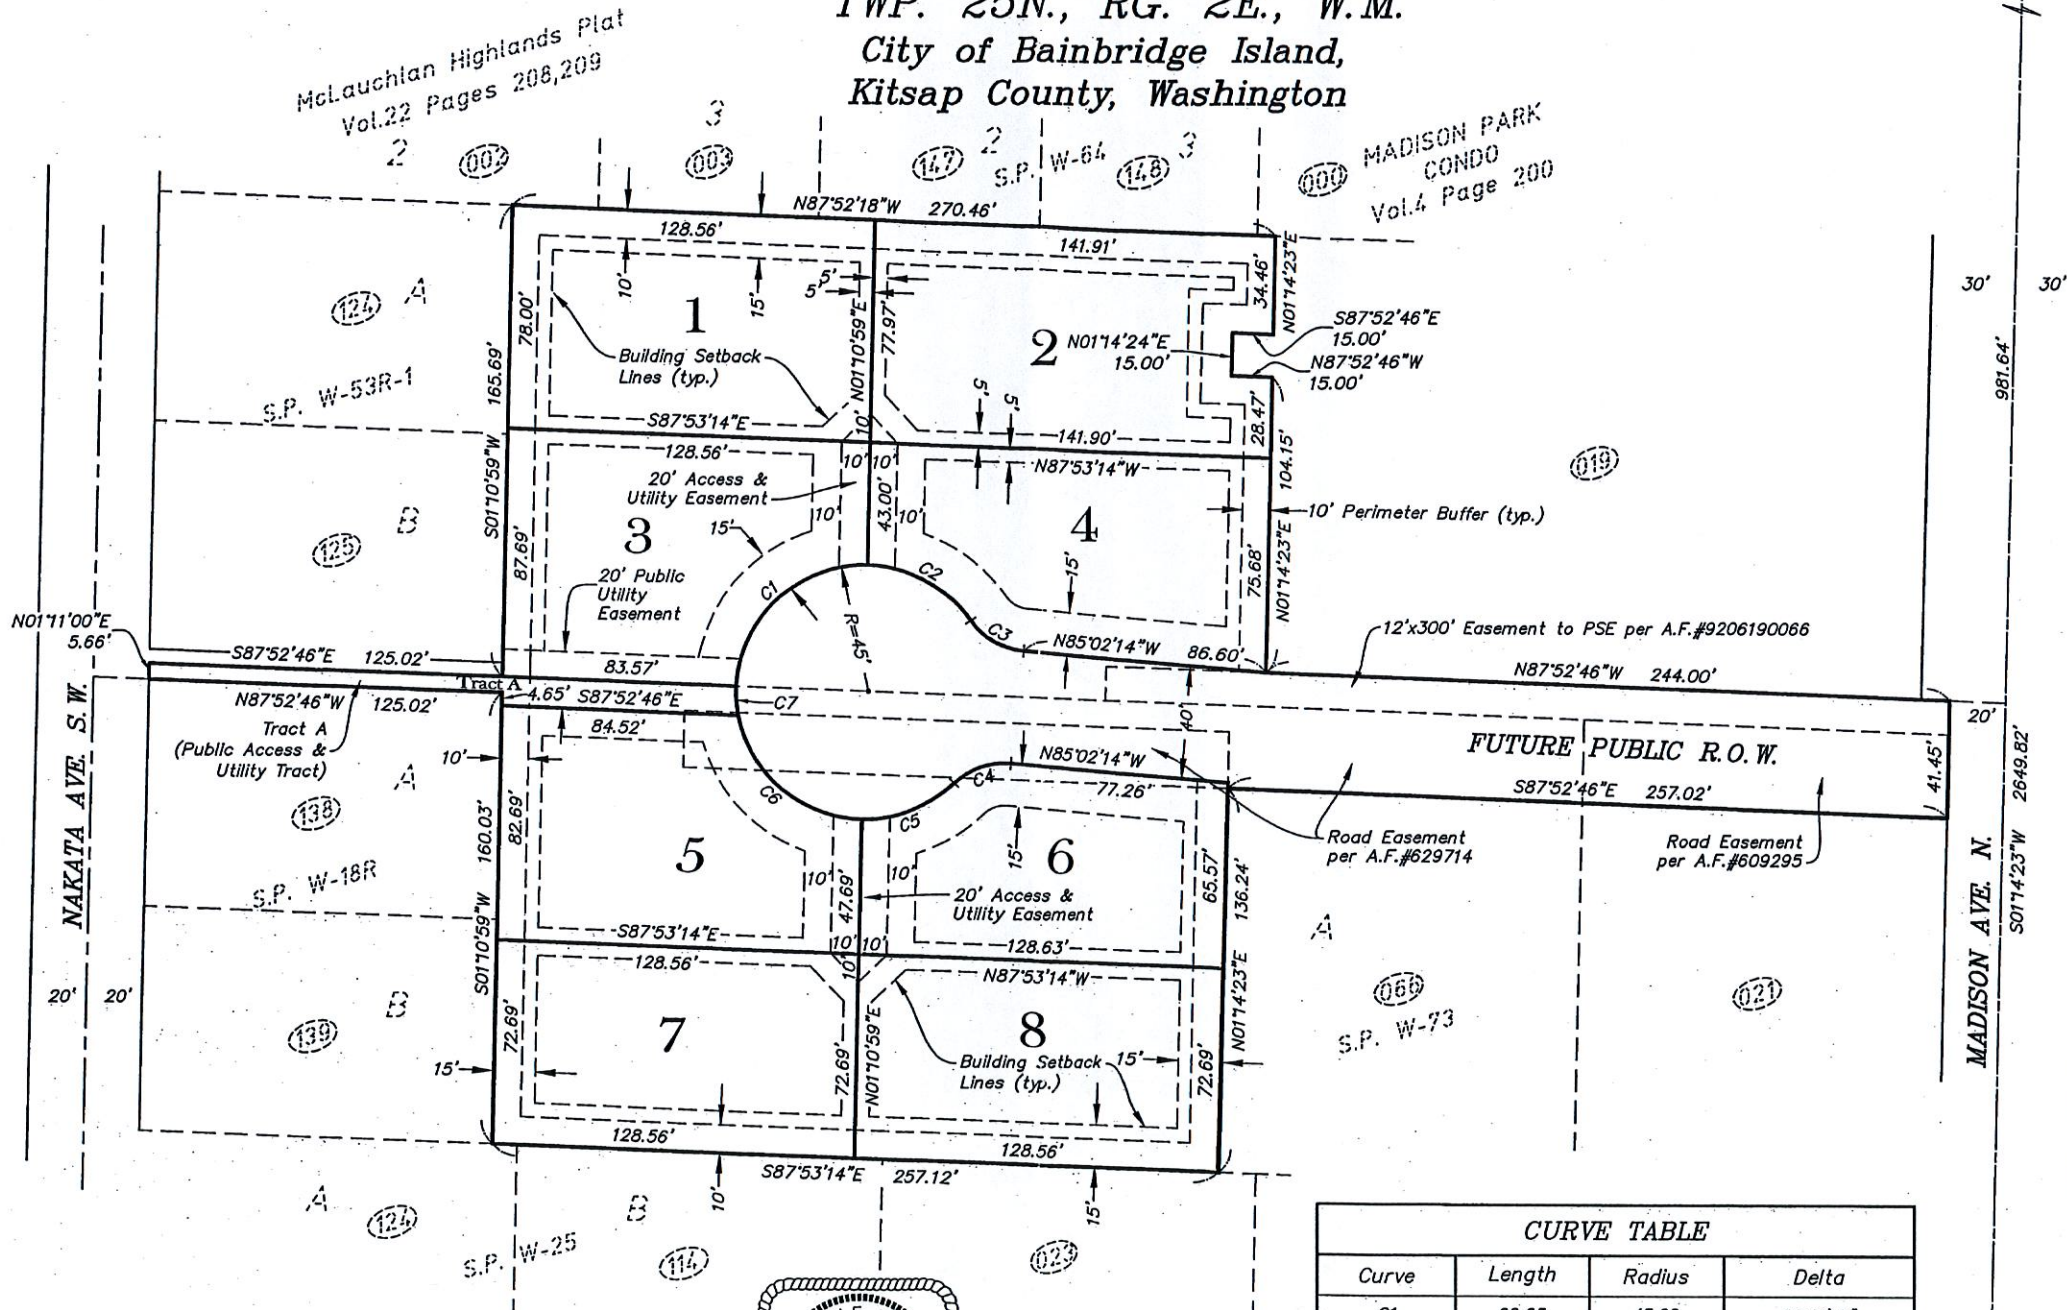 TWP. 25N., RG. 2E., W.M.
City of Bainbridge Island,
Kitsap County, Washington
McLauchlan Highlands Plat
Vol.22 Pages 208,209
2
002
3
003
147
2
S.P. W-64
148
3
000
MADISON PARK
CONDO
Vol.4 Page 200
N87°52'18"W 270.46'
128.56'
141.91'
10'
15'
5'
5'
34.46'
N01°14'23"E
30'
30'
124
A
78.00'
1
N01°10'59"E
77.97'
2
N01°14'24"E
15.00'
S87°52'46"E
15.00'
N87°52'46"W
15.00'
981.64'
Building Setback
Lines (typ.)
165.69'
S.P. W-53R-1
S87°53'14"E
10'
5'
5'
141.90'
28.47'
104.15'
S01°10'59"W
128.56'
10'
10'
N87°53'14"W
019
20' Access &
Utility Easement
43.00'
10'
10'
B
125
3
15'
4
10' Perimeter Buffer (typ.)
87.69'
20' Public
Utility
Easement
C1
C2
R=45'
15'
75.68'
N01°14'23"E
N01°11'00"E
5.66'
C3
N85°02'14"W
86.60'
12'x300' Easement to PSE per A.F.#9206190066
S87°52'46"E 125.02'
83.57'
N87°52'46"W 244.00'
Tract A
N87°52'46"W 125.02'
4.65'
S87°52'46"E
C7
84.52'
40'
20'
Tract A
(Public Access &
Utility Tract)
NAKATA AVE. S.W.
10'
N85°02'14"W
FUTURE PUBLIC R.O.W.
41.45'
2649.82'
C6
C4
77.26'
S87°52'46"E 257.02'
A
138
160.03'
82.69'
C5
Road Easement
per A.F.#629714
Road Easement
per A.F.#609295
5
15'
6
65.57'
136.24'
S.P. W-18R
10'
10'
47.69'
20' Access &
Utility Easement
S01°14'23"W
MADISON AVE. N.
S01°10'59"W
S87°53'14"E
10'
10'
128.63'
A
128.56'
10'
N87°53'14"W
N01°14'23"E
20'
20'
B
139
066
021
7
N01°10'59"E
8
S.P. W-73
72.69'
15'
72.69'
Building Setback
Lines (typ.)
15'
72.69'
128.56'
128.56'
S87°53'14"E 257.12'
10'
15'
A
124
B
S.P. W-25
114
023
CURVE TABLE
Curve Length Radius Delta